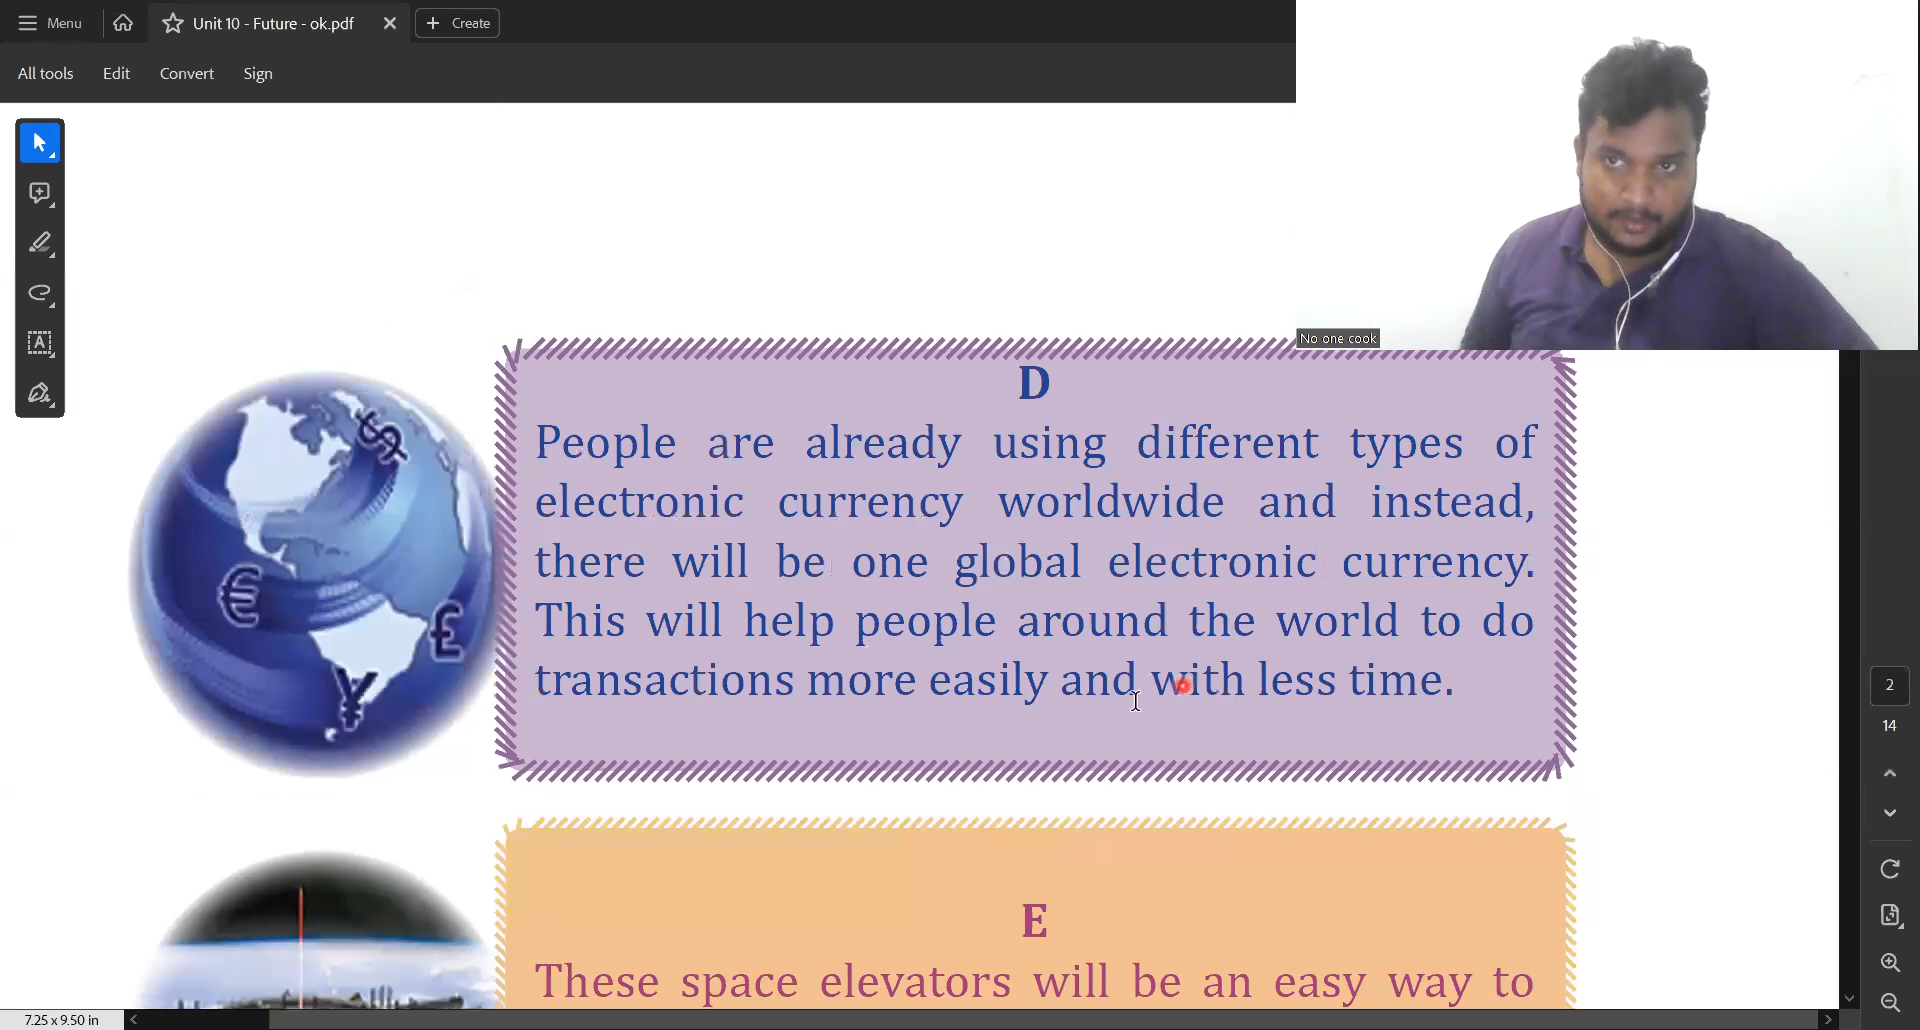 Menu
Unit 10 - Future - ok.pdf
Create
All tools Edit Convert Sign
No one cook
D
People are already using different types of
electronic currency worldwide and instead,
there will be one global electronic currency.
This will help people around the world to do
transactions more easily and with less time.
$
€
£
¥
E
These space elevators will be an easy way to
2
14
7.25 x 9.50 in